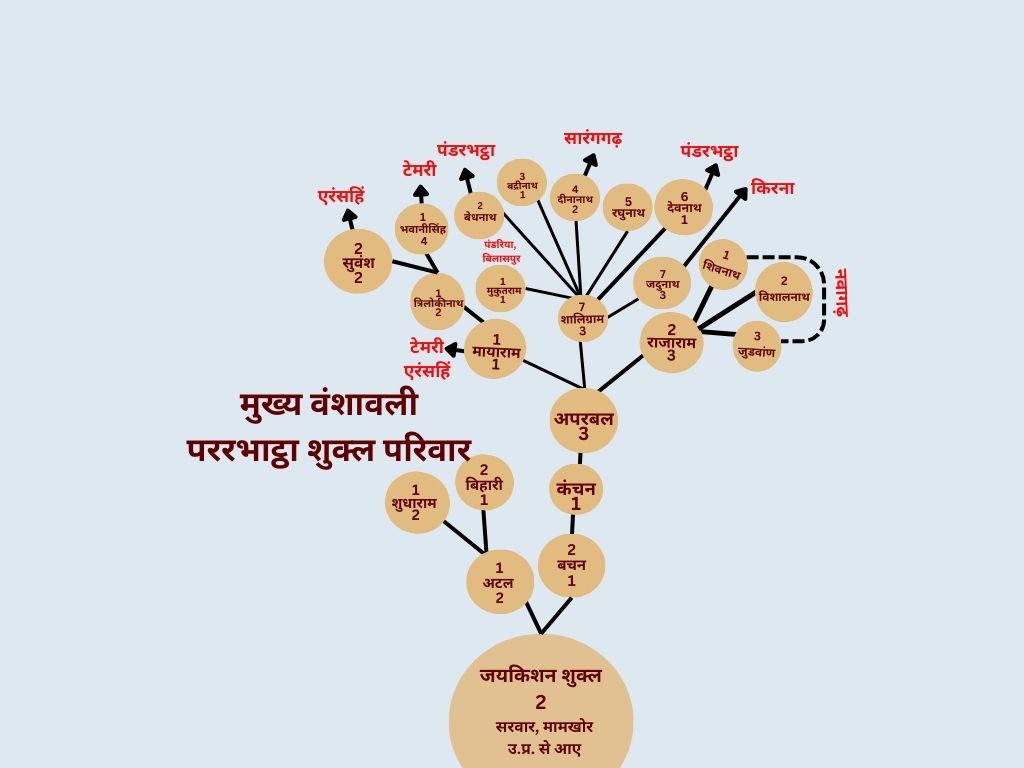 सारंगगढ़
पंडरभट्ठा
पंडरभट्ठा
टेमरी
किरना
एरंसहिं
3
बद्रीनाथ
1
4
दीनानाथ
2
5
रघुनाथ
6
देवनाथ
1
2
बेधनाथ
1
भवानीसिंह
4
2
सुवंश
2
पंडरिया,
बिलासपुर
1
मुकुतराम
1
1
त्रिलोकीनाथ
2
7
जदुनाथ
3
1
शिवनाथ
2
विशालनाथ
3
जुडवांण
नवागढ़
7
शालिग्राम
3
2
राजाराम
3
1
मायाराम
1
टेमरी
एरंसहिं
मुख्य वंशावली
पररभाट्ठा शुक्ल परिवार
अपरबल
3
2
बिहारी
1
1
शुधाराम
2
कंचन
1
1
अटल
2
2
बचन
1
जयकिशन शुक्ल
2
सरवार, मामखोर
उ.प्र. से आए